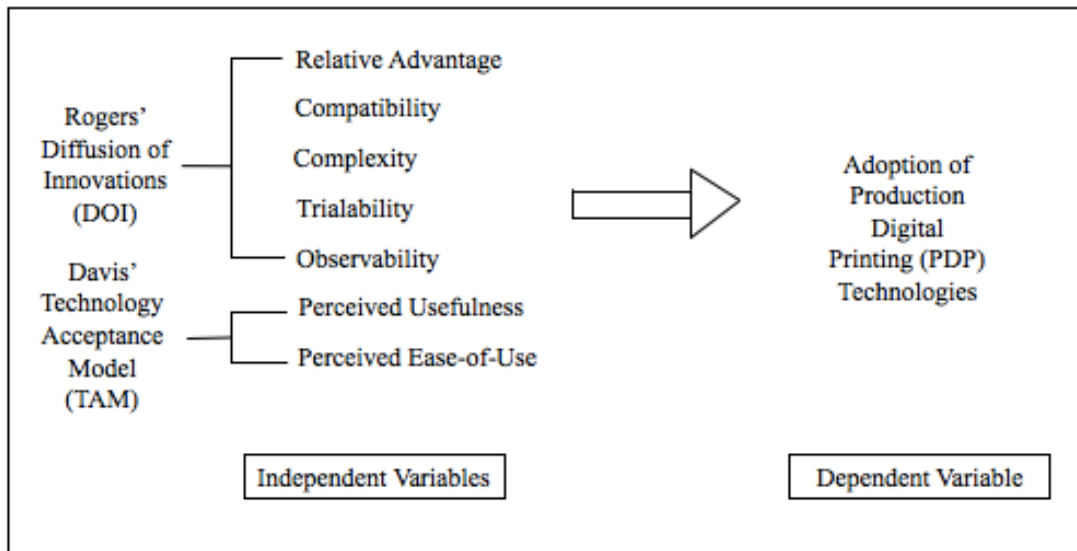 Rogers’
Diffusion of
Innovations
(DOI)
Relative Advantage
Compatibility
Complexity
Trialability
Observability
Davis’
Technology
Acceptance
Model
(TAM)
Perceived Usefulness
Perceived Ease-of-Use
Adoption of
Production
Digital
Printing (PDP)
Technologies
Independent Variables
Dependent Variable